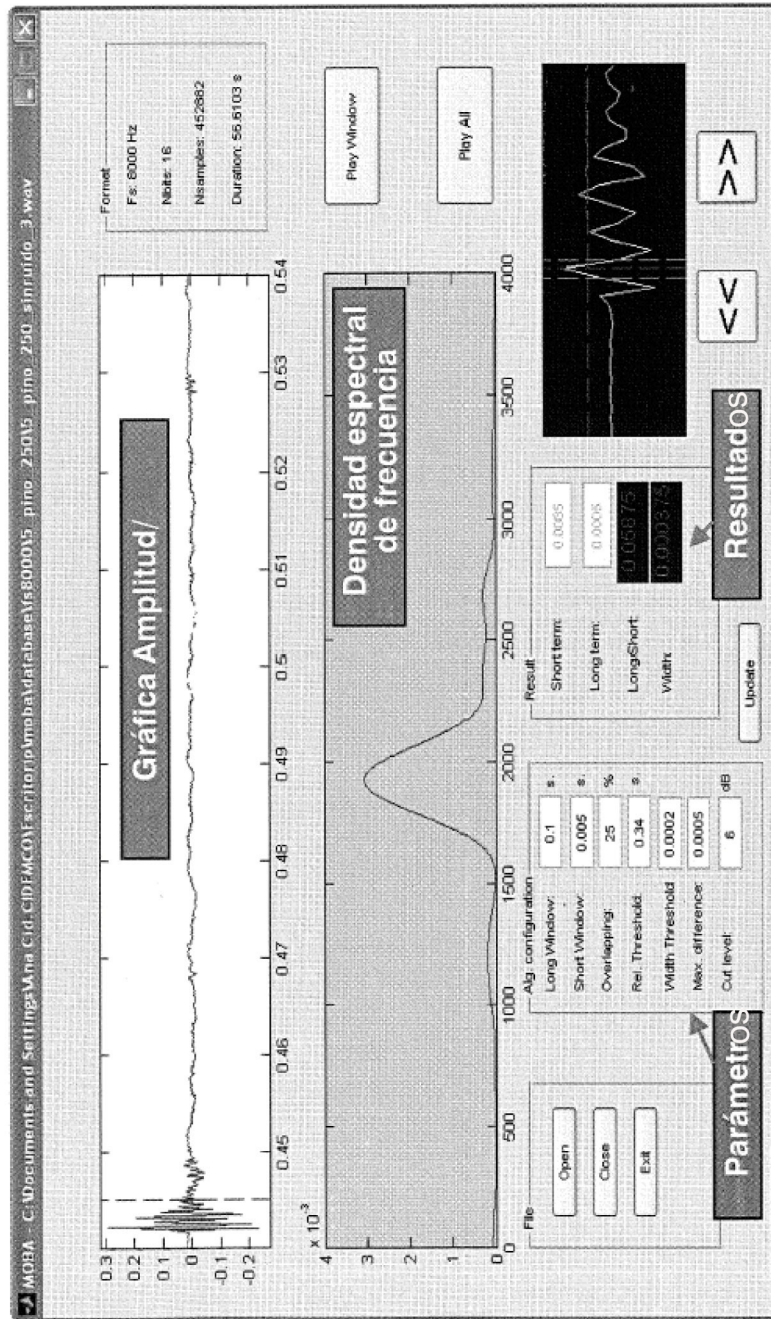 MOBA C:\Documents and Settings\Ana Cid.CIDEMCO\Escritorio\moba\database\fs8000\5_pino_250\5_pino_250_sinruido_3.wav
Gráfica Amplitud/
0.3
0.2
0.1
0
-0.1
-0.2
0.45
0.46
0.47
0.48
0.49
0.5
0.51
0.52
0.53
0.54
Format
Fs: 8000 Hz
Nbits: 16
Nsamples: 452882
Duration: 56.6103 s
x 10⁻³
Densidad espectral
de frecuencia
4
3
2
1
0
0
500
1000
1500
2000
2500
3000
3500
4000
Play Window
Play All
File
Open
Close
Exit
Parámetros
Alg. configuration
Long Window: 0.1 s.
Short Window: 0.005 s.
Overlapping: 25 %
Rel. Threshold: 0.34 s
Width Threshold 0.0002
Max. difference: 0.0005
Cut level: 6 dB
Update
Result
Short term: 0.0085
Long term: 0.0005
Long/Short: 0.05875
Width: 0.000375
Resultados
<<
>>